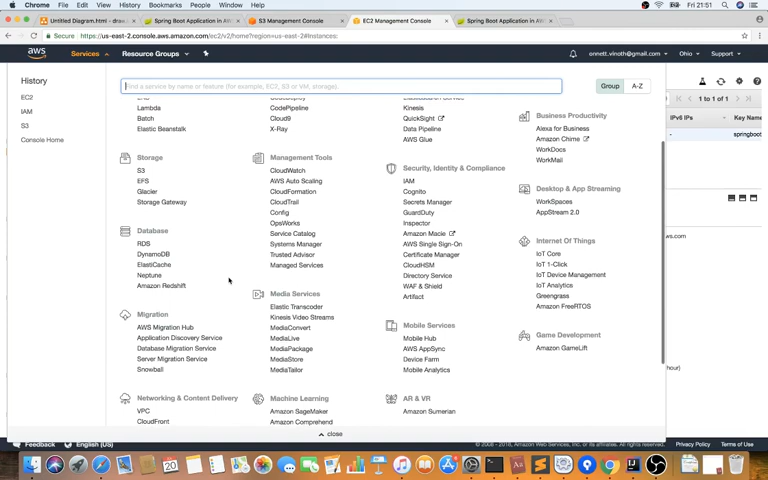 Chrome File Edit View History Bookmarks People Window Help Fri 21:51
Untitled Diagram.html - draw Spring Boot Application in AW S3 Management Console EC2 Management Console Spring Boot Application in AW
Secure https://us-east-2.console.aws.amazon.com/ec2/v2/home?region=us-east-2#Instances:
aws Services Resource Groups onnett.vinoth@gmail.com Ohio Support
History
EC2
IAM
S3
Console Home
Find a service by name or feature (for example, EC2, S3 or VM, storage).
Group A-Z
Lambda
Batch
Elastic Beanstalk
Storage
S3
EFS
Glacier
Storage Gateway
Database
RDS
DynamoDB
ElastiCache
Neptune
Amazon Redshift
Migration
AWS Migration Hub
Application Discovery Service
Database Migration Service
Server Migration Service
Snowball
Networking & Content Delivery
VPC
CloudFront
CodePipeline
Cloud9
X-Ray
Management Tools
CloudWatch
AWS Auto Scaling
CloudFormation
CloudTrail
Config
OpsWorks
Service Catalog
Systems Manager
Trusted Advisor
Managed Services
Media Services
Elastic Transcoder
Kinesis Video Streams
MediaConvert
MediaLive
MediaPackage
MediaStore
MediaTailor
Machine Learning
Amazon SageMaker
Amazon Comprehend
Kinesis
QuickSight
Data Pipeline
AWS Glue
Security, Identity & Compliance
IAM
Cognito
Secrets Manager
GuardDuty
Inspector
Amazon Macie
AWS Single Sign-On
Certificate Manager
CloudHSM
Directory Service
WAF & Shield
Artifact
Mobile Services
Mobile Hub
AWS AppSync
Device Farm
Mobile Analytics
AR & VR
Amazon Sumerian
Business Productivity
Alexa for Business
Amazon Chime
WorkDocs
WorkMail
Desktop & App Streaming
WorkSpaces
AppStream 2.0
Internet Of Things
IoT Core
IoT 1-Click
IoT Device Management
IoT Analytics
Greengrass
Amazon FreeRTOS
Game Development
Amazon GameLift
close
1 to 1 of 1
IPv6 IPs Key Name
- springboot
ws.com
hour)
Feedback English (US) Privacy Policy Terms of Use